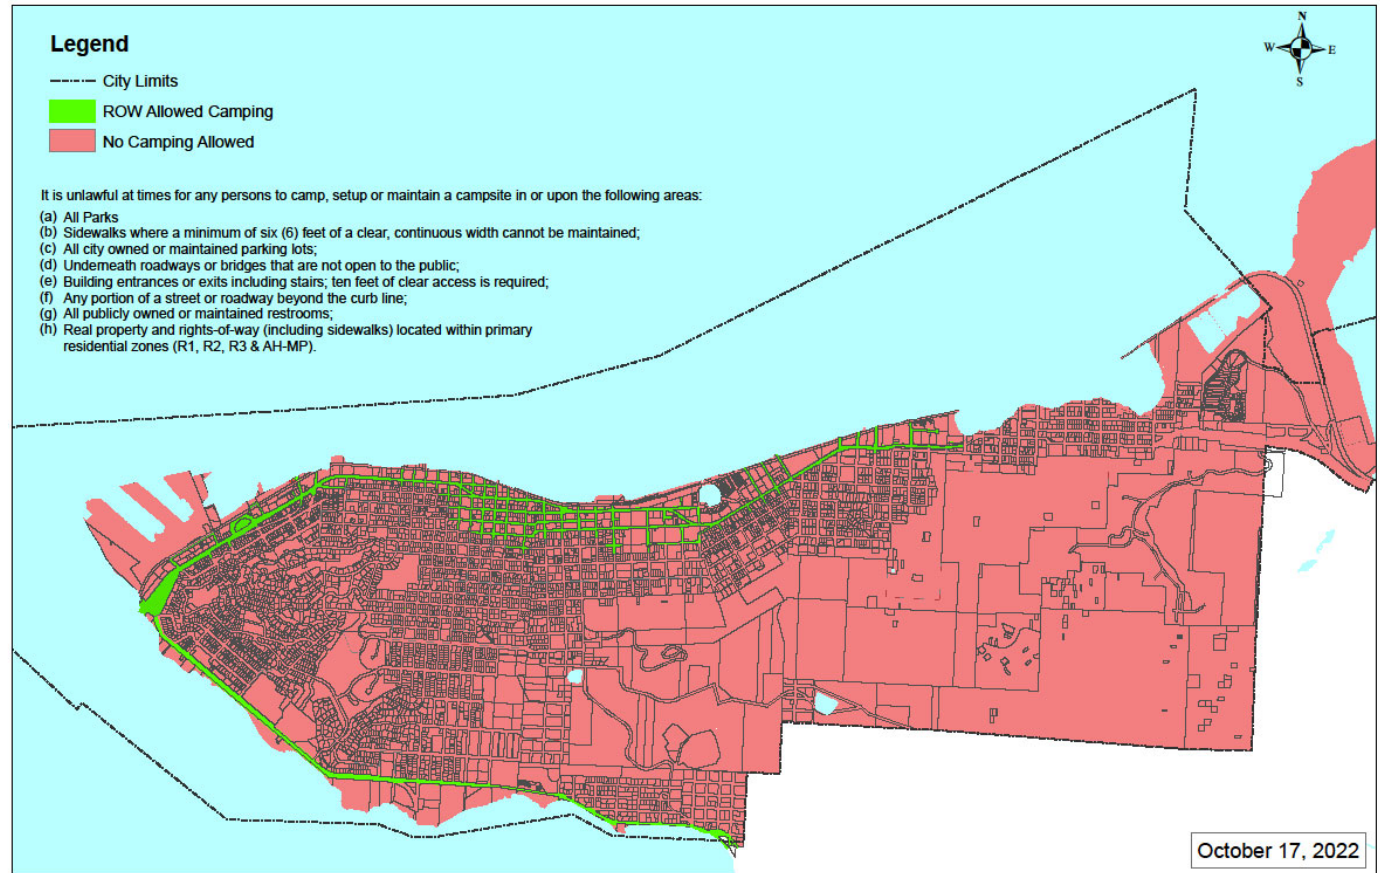 Legend
City Limits
ROW Allowed Camping
No Camping Allowed
It is unlawful at times for any persons to camp, setup or maintain a campsite in or upon the following areas:
(a) All Parks
(b) Sidewalks where a minimum of six (6) feet of a clear, continuous width cannot be maintained;
(c) All city owned or maintained parking lots;
(d) Underneath roadways or bridges that are not open to the public;
(e) Building entrances or exits including stairs; ten feet of clear access is required;
(f) Any portion of a street or roadway beyond the curb line;
(g) All publicly owned or maintained restrooms;
(h) Real property and rights-of-way (including sidewalks) located within primary
residential zones (R1, R2, R3 & AH-MP).
N
W E
S
October 17, 2022